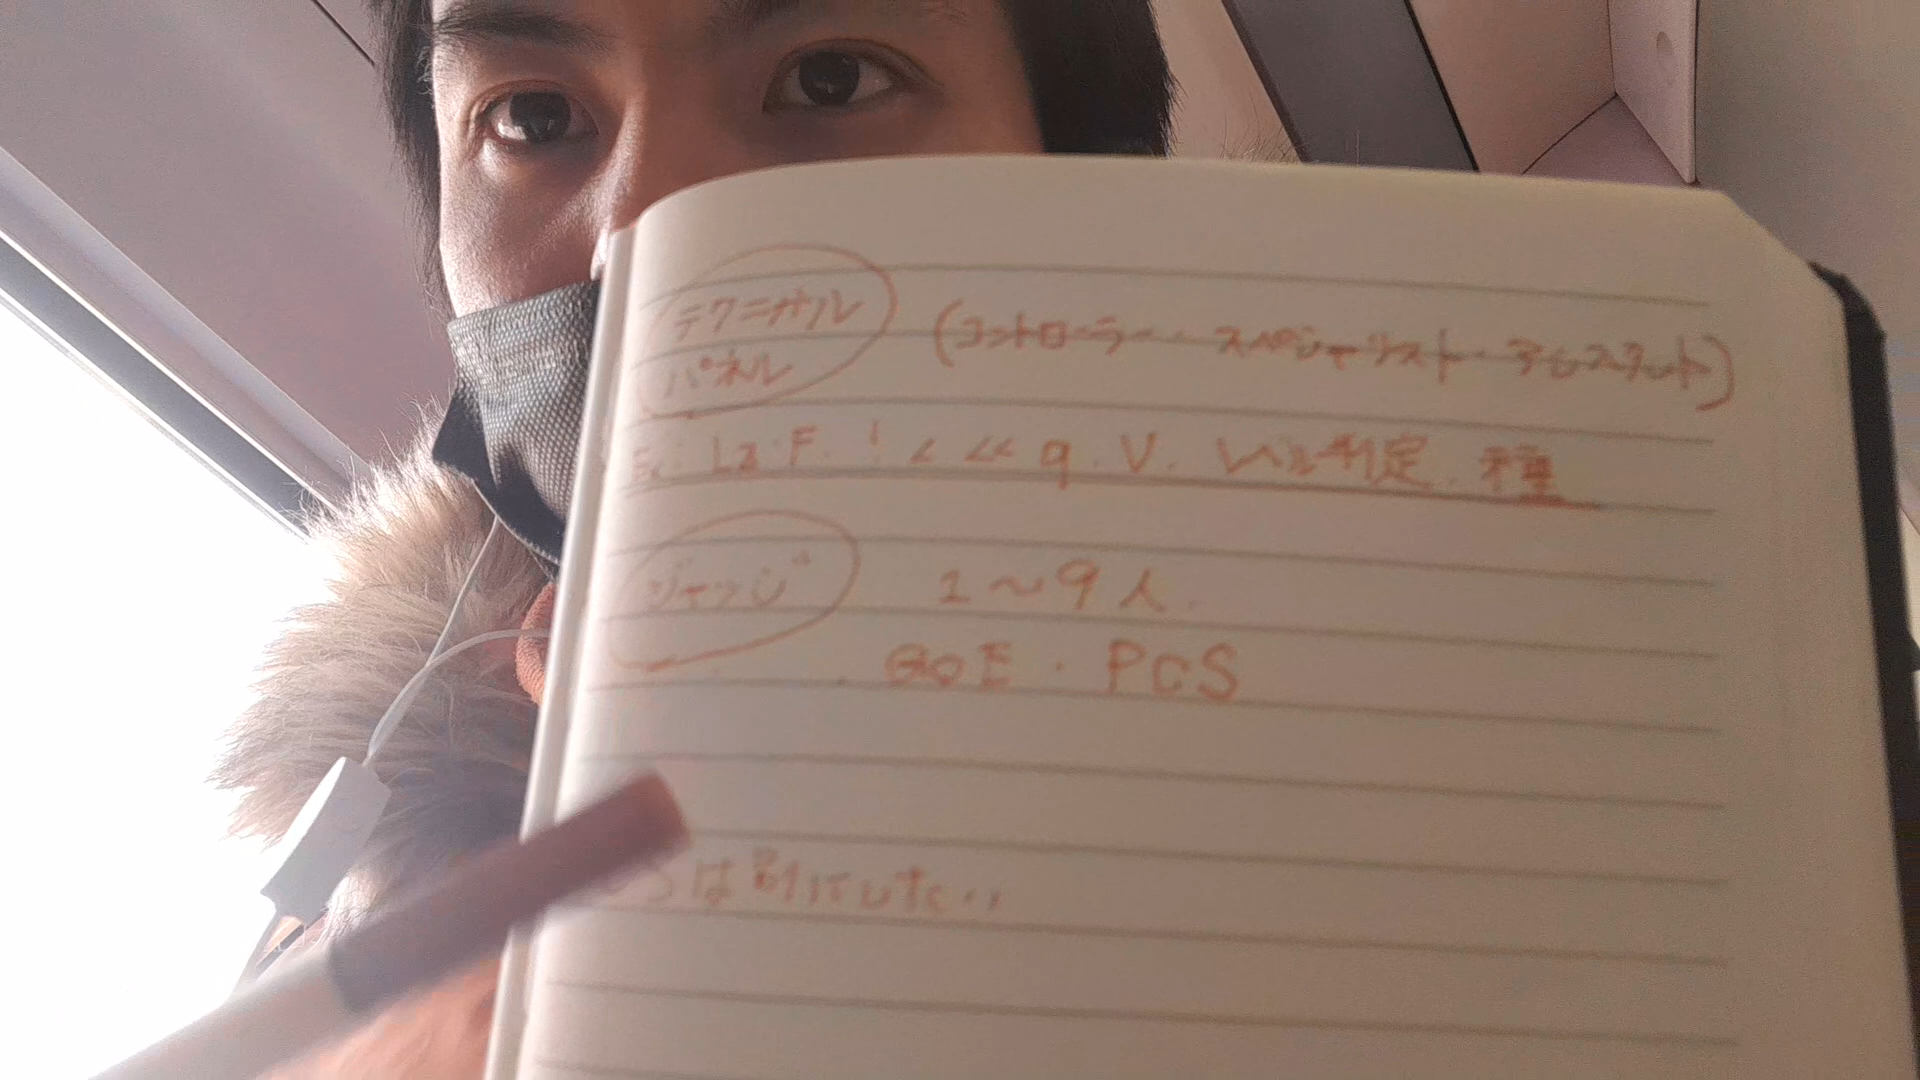 テクニカル
パネル
(コントローラー・スペシャリスト・アシスタント)
E. Lz. F. ! < << q. V. レベル判定. 種
ジャッジ
1~9人.
GOE・PCS
は別にした..